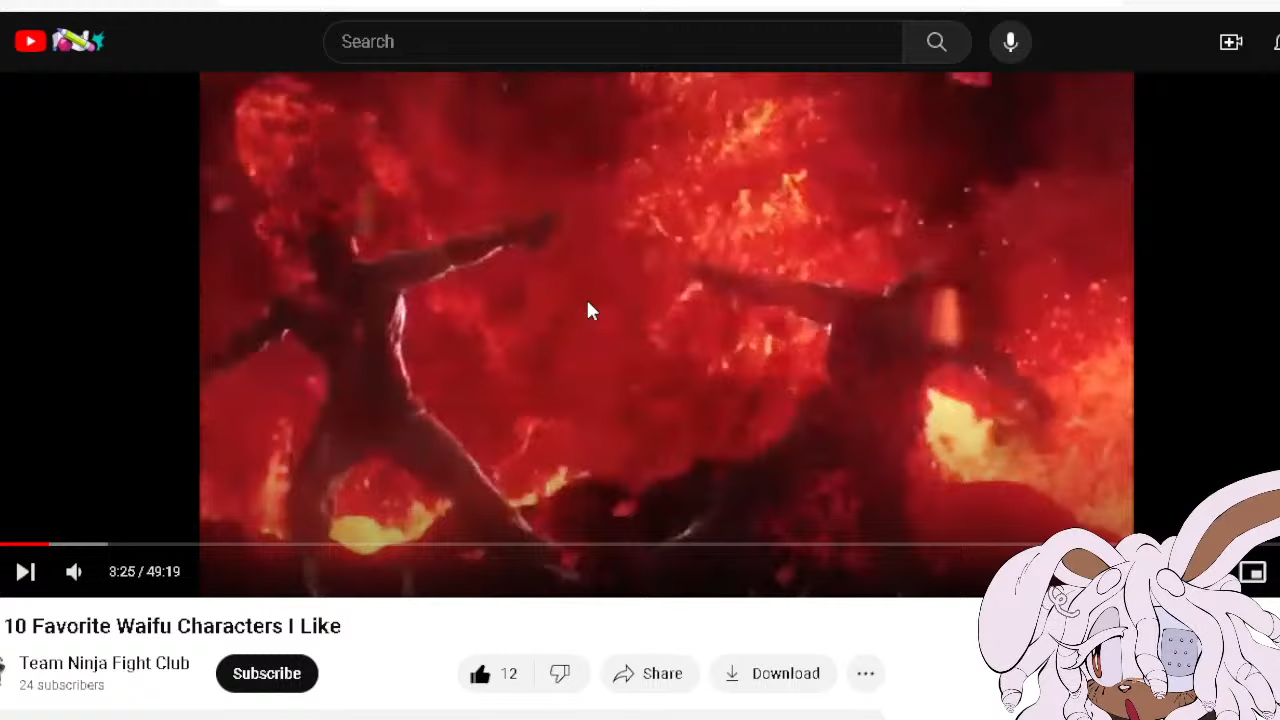 Search
3:25 / 49:19
10 Favorite Waifu Characters I Like
Team Ninja Fight Club
24 subscribers
Subscribe
12
Share
Download